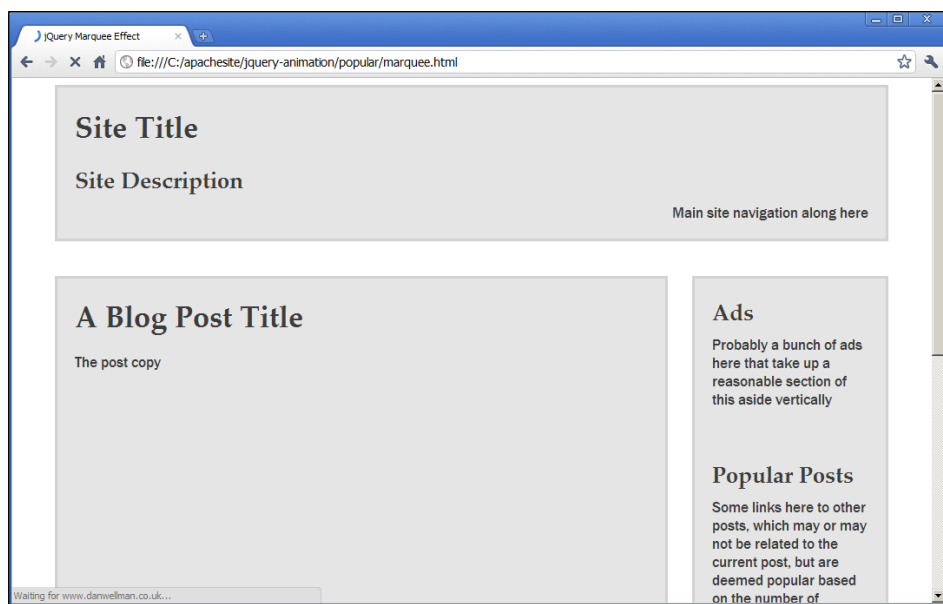 jQuery Marquee Effect
file:///C:/apachesite/jquery-animation/popular/marquee.html
Site Title
Site Description
Main site navigation along here
A Blog Post Title
The post copy
Ads
Probably a bunch of ads
here that take up a
reasonable section of
this aside vertically
Popular Posts
Some links here to other
posts, which may or may
not be related to the
current post, but are
deemed popular based
on the number of
Waiting for www.danwellman.co.uk...